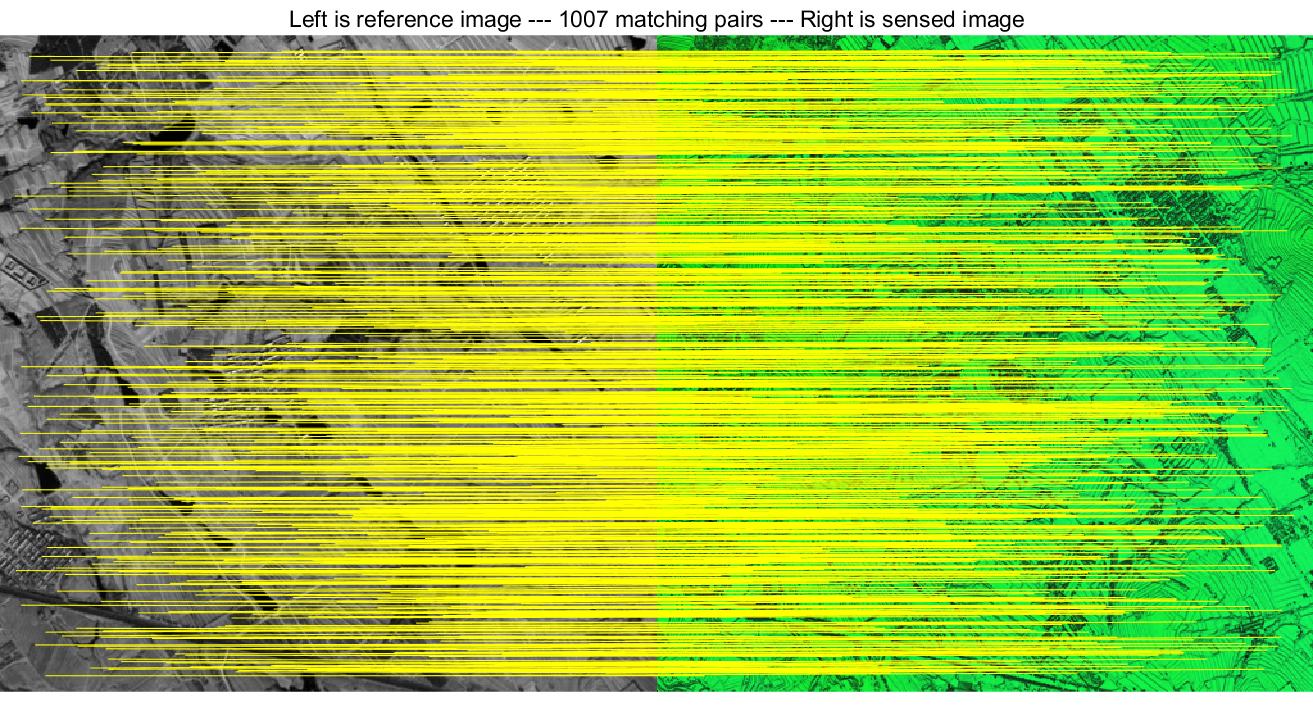 Left is reference image --- 1007 matching pairs --- Right is sensed image